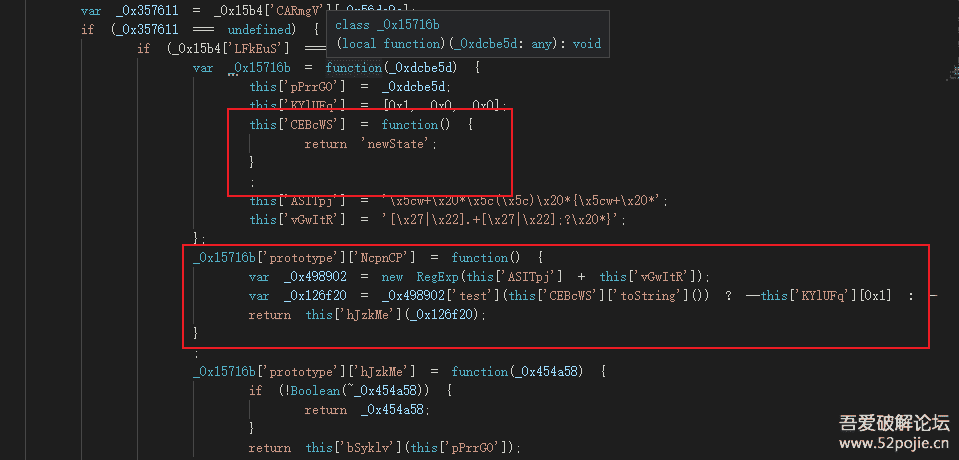 var _0x357611 = _0x15b4['CARmgV'][
if (_0x357611 === undefined) {
class _0x15716b
(local function)(_0xdcbe5d: any): void
if (_0x15b4['LFkEuS'] ===
var _0x15716b = function(_0xdcbe5d) {
this['pPrrGO'] = _0xdcbe5d;
this['KYlUFq'] = [0x1, 0x0, 0x0];
this['CEBcWS'] = function() {
return 'newState';
}
;
this['ASITpj'] = '\x5cw+\x20*\x5c(\x5c)\x20*{\x5cw+\x20*';
this['vGwItR'] = '[\x27|\x22].+[\x27|\x22];?\x20*}';
};
_0x15716b['prototype']['NcpnCP'] = function() {
var _0x498902 = new RegExp(this['ASITpj'] + this['vGwItR']);
var _0x126f20 = _0x498902['test'](this['CEBcWS']['toString']()) ? --this['KYlUFq'][0x1] : -
return this['hJzkMe'](_0x126f20);
}
;
_0x15716b['prototype']['hJzkMe'] = function(_0x454a58) {
if (!Boolean(~_0x454a58)) {
return _0x454a58;
}
return this['bSyklv'](this['pPrrGO']);
吾爱破解论坛
www.52pojie.cn